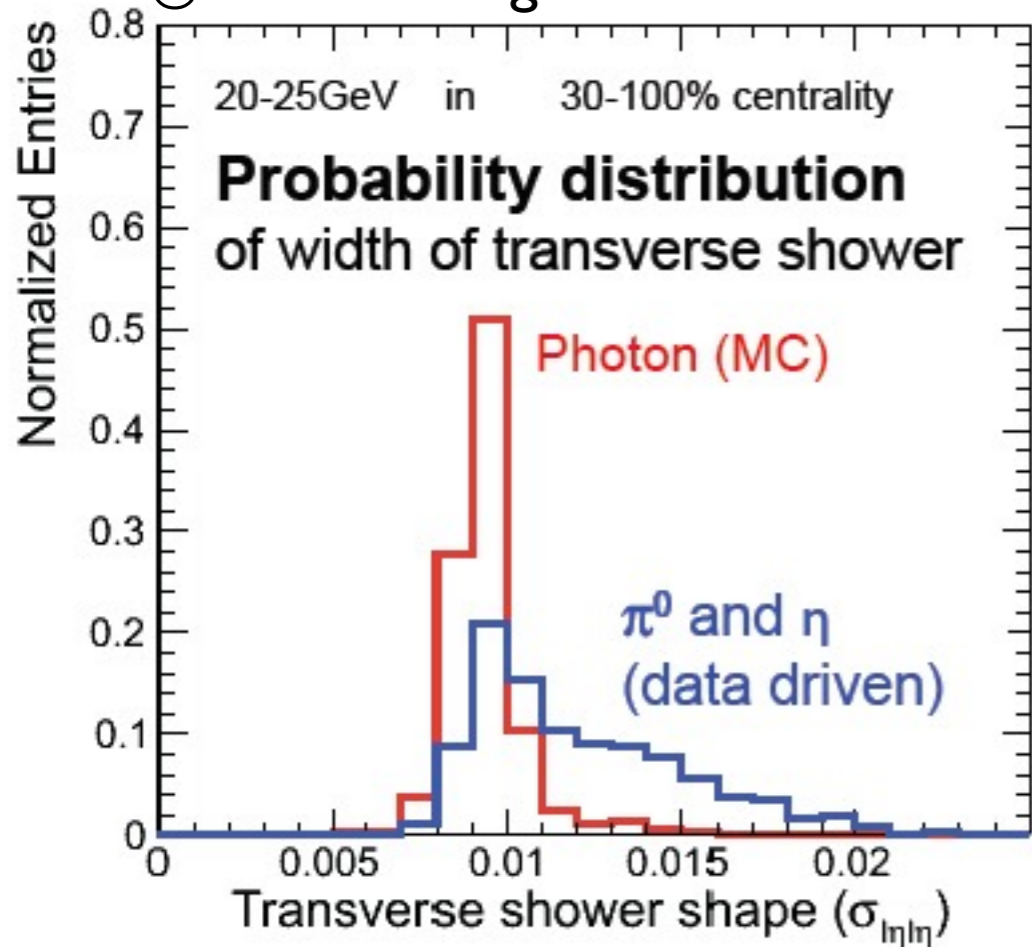 0.8
20-25GeV in 30-100% centrality
0.7
Probability distribution
0.6
of width of transverse shower
0.5
Photon (MC)
0.4
0.3
π⁰ and η
0.2
(data driven)
0.1
0
0 0.005 0.01 0.015 0.02
Normalized Entries
Transverse shower shape (σ_IηIη)